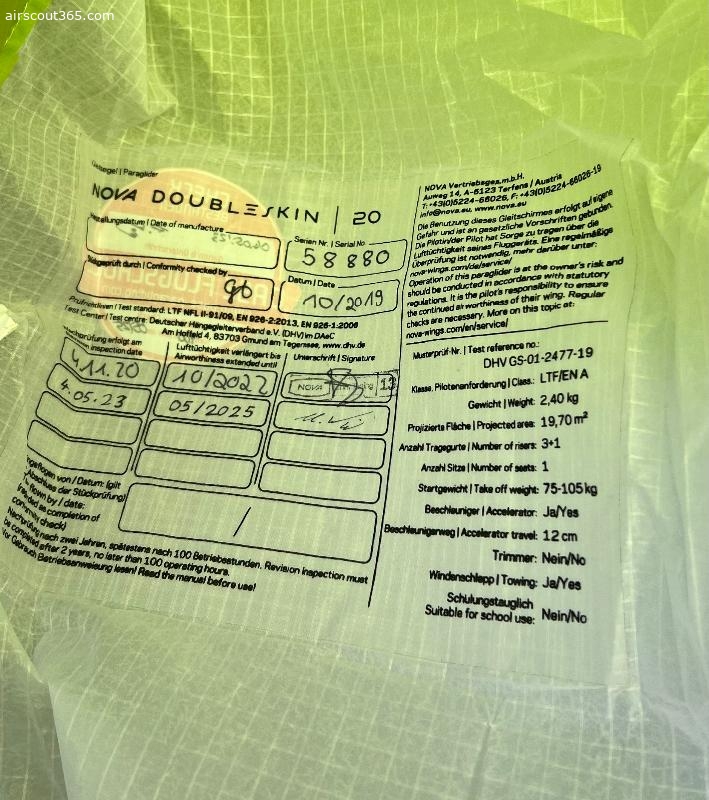 airscout365.com
Paraglider
NOVA DOUBLESKIN | 20
Herstellungsdatum | Date of manufacture
Serien Nr. | Serial No
58880
Stückgeprüft durch | Conformity checked by
gb
Datum | Date
10/2019
Prüfrichtlinien | Test standard: LTF NFL II-91/09, EN 926-2:2013, EN 926-1:2006
Test Center | Test centre: Deutscher Hängegleiterverband e.V. (DHV) im DAeC
Am Hoffeld 4, 83703 Gmund am Tegernsee, www.dhv.de
Nachprüfung erfolgt am
inspection date
Lufttüchtigkeit verlängert bis
Airworthiness extended until
Unterschrift | Signature
4.11.20
10/2022
NOVA
4.05.23
05/2025
eingeflogen von / Datum: (gilt
Abschluss der Stückprüfung)
flown by / date:
completion of
conformity check)
/
Nachprüfung nach zwei Jahren, spätestens nach 100 Betriebsstunden. Revision inspection must
be completed after 2 years, no later than 100 operating hours.
Vor Gebrauch Betriebsanweisung lesen! Read the manual before use!
NOVA Vertriebsges.m.b.H.
Auweg 14, A-6123 Terfens / Austria
T: +43(0)5224-66026, F: +43(0)5224-66026-19
info@nova.eu, www.nova.eu
Die Benutzung dieses Gleitschirmes erfolgt auf eigene
Gefahr und ist an gesetzliche Vorschriften gebunden.
Die Pilotin/der Pilot hat Sorge zu tragen über die
Lufttüchtigkeit seines Fluggeräts. Eine regelmäßige
Überprüfung ist notwendig, mehr darüber unter:
nova-wings.com/de/service/
Operation of this paraglider is at the owner's risk and
should be conducted in accordance with statutory
regulations. It is the pilot's responsibility to ensure
the continued airworthiness of their wing. Regular
checks are necessary. More on this topic at:
nova-wings.com/en/service/
Musterprüf-Nr. | Test reference no.:
DHV GS-01-2477-19
Klasse, Pilotenanforderung | Class.: LTF/EN A
Gewicht | Weight: 2,40 kg
Projizierte Fläche | Projected area: 19,70 m²
Anzahl Tragegurte | Number of risers: 3+1
Anzahl Sitze | Number of seats: 1
Startgewicht | Take off weight: 75-105 kg
Beschleuniger | Accelerator: Ja/Yes
Beschleunigerweg | Accelerator travel: 12 cm
Trimmer: Nein/No
Windenschlepp | Towing: Ja/Yes
Schulungstauglich
Suitable for school use: Nein/No